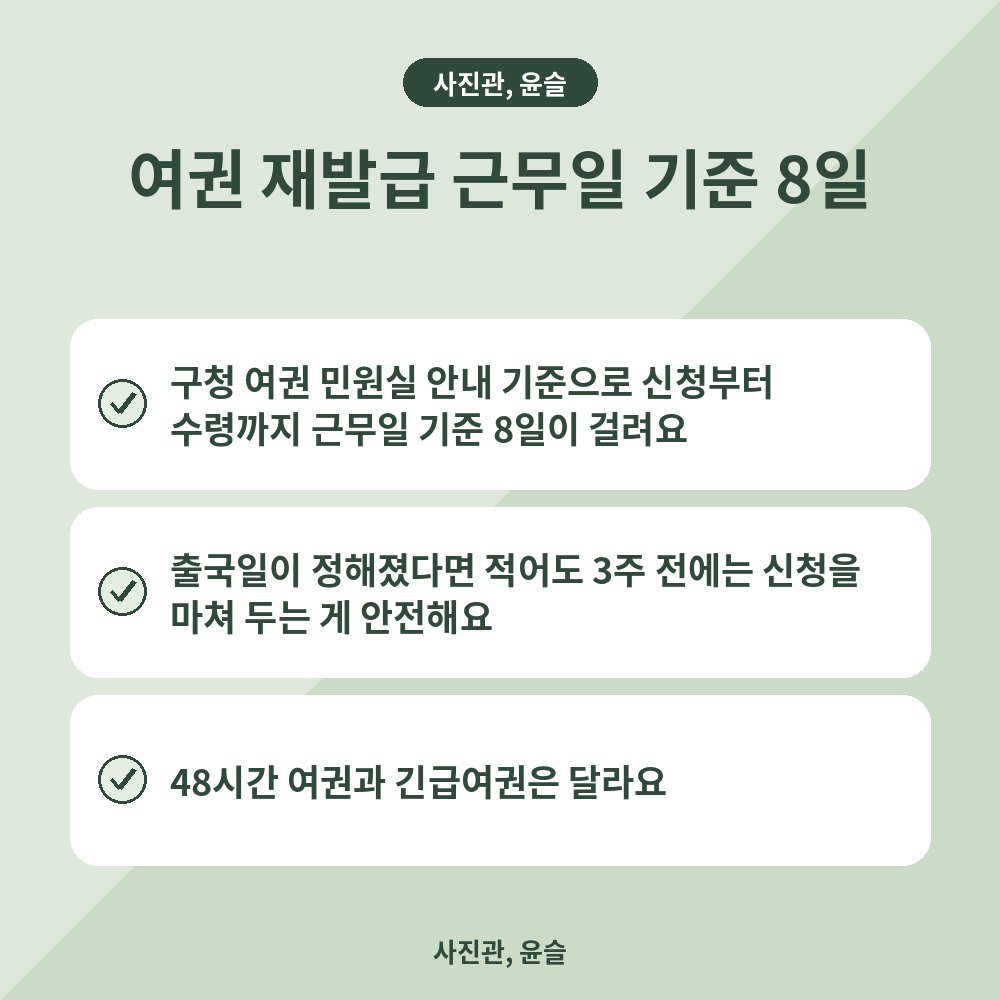 사진관, 윤슬
여권 재발급 근무일 기준 8일
구청 여권 민원실 안내 기준으로 신청부터
수령까지 근무일 기준 8일이 걸려요
출국일이 정해졌다면 적어도 3주 전에는 신청을
마쳐 두는 게 안전해요
48시간 여권과 긴급여권은 달라요
사진관, 윤슬